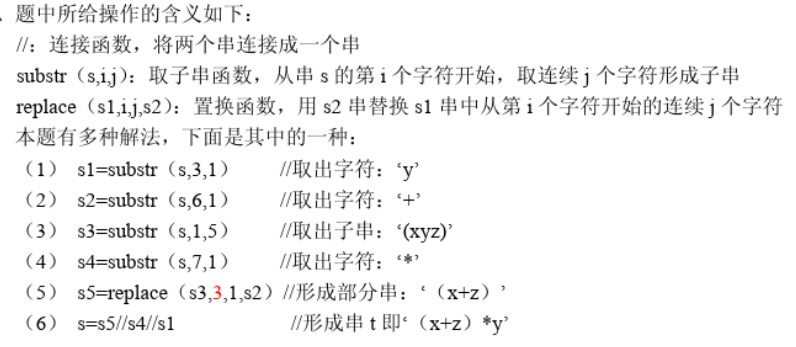 、题中所给操作的含义如下：
//：连接函数，将两个串连接成一个串
substr（s,i,j）：取子串函数，从串 s 的第 i 个字符开始，取连续 j 个字符形成子串
replace（s1,i,j,s2）：置换函数，用 s2 串替换 s1 串中从第 i 个字符开始的连续 j 个字符
本题有多种解法，下面是其中的一种：
（1） s1=substr（s,3,1） //取出字符：‘y’
（2） s2=substr（s,6,1） //取出字符：‘+’
（3） s3=substr（s,1,5） //取出子串：‘(xyz)’
（4） s4=substr（s,7,1） //取出字符：‘*’
（5） s5=replace（s3,3,1,s2）//形成部分串：‘（x+z）’
（6） s=s5//s4//s1 //形成串 t 即‘（x+z）*y’